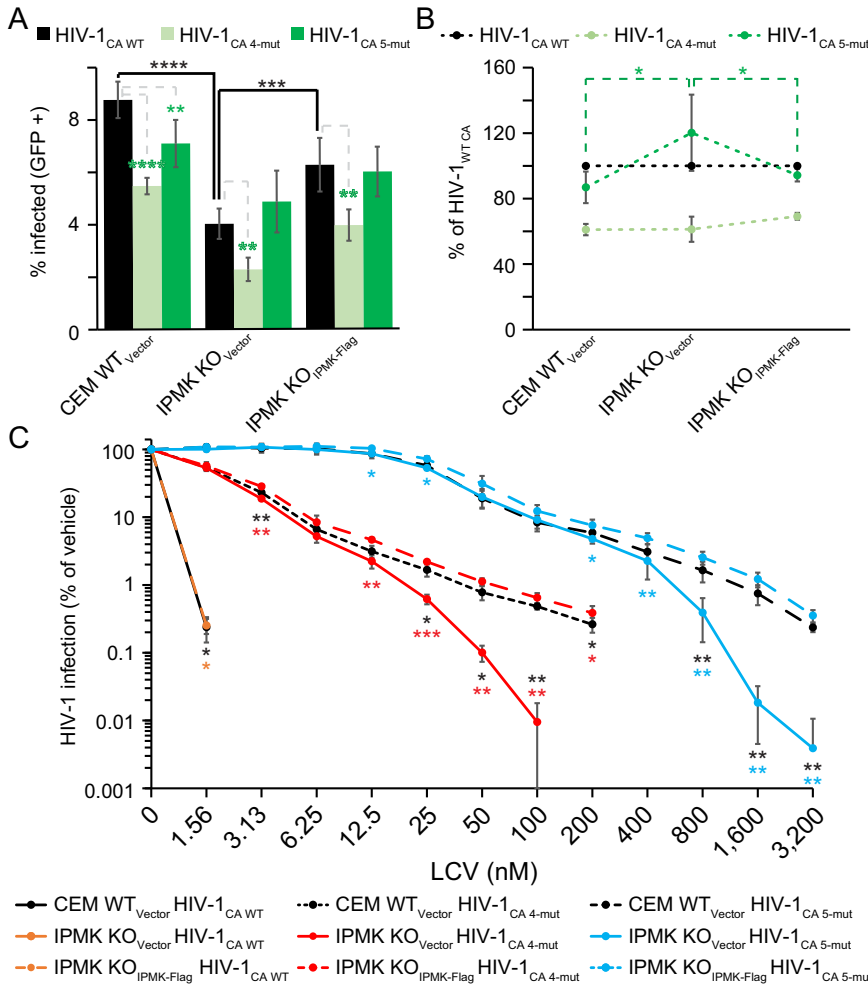 A
HIV-1CA WT HIV-1CA 4-mut HIV-1CA 5-mut
% infected (GFP +)
8
4
0
**** *** ** **** ** **
CEM WTVector
IPMK KOVector
IPMK KOIPMK-Flag
B
HIV-1CA WT HIV-1CA 4-mut HIV-1CA 5-mut
% of HIV-1WT CA
160
120
100
80
60
40
0
* *
CEM WTVector
IPMK KOVector
IPMK KOIPMK-Flag
C
HIV-1 infection (% of vehicle)
100
10
1
0.1
0.01
0.001
* *
** *
** **
** * **
* ***
* ** ** ** * *
* ** ** **
** **
** **
0 1.56 3.13 6.25 12.5 25 50 100 200 400 800 1,600 3,200
LCV (nM)
CEM WTVector HIV-1CA WT CEM WTVector HIV-1CA 4-mut CEM WTVector HIV-1CA 5-mut
IPMK KOVector HIV-1CA WT IPMK KOVector HIV-1CA 4-mut IPMK KOVector HIV-1CA 5-mut
IPMK KOIPMK-Flag HIV-1CA WT IPMK KOIPMK-Flag HIV-1CA 4-mut IPMK KOIPMK-Flag HIV-1CA 5-mut